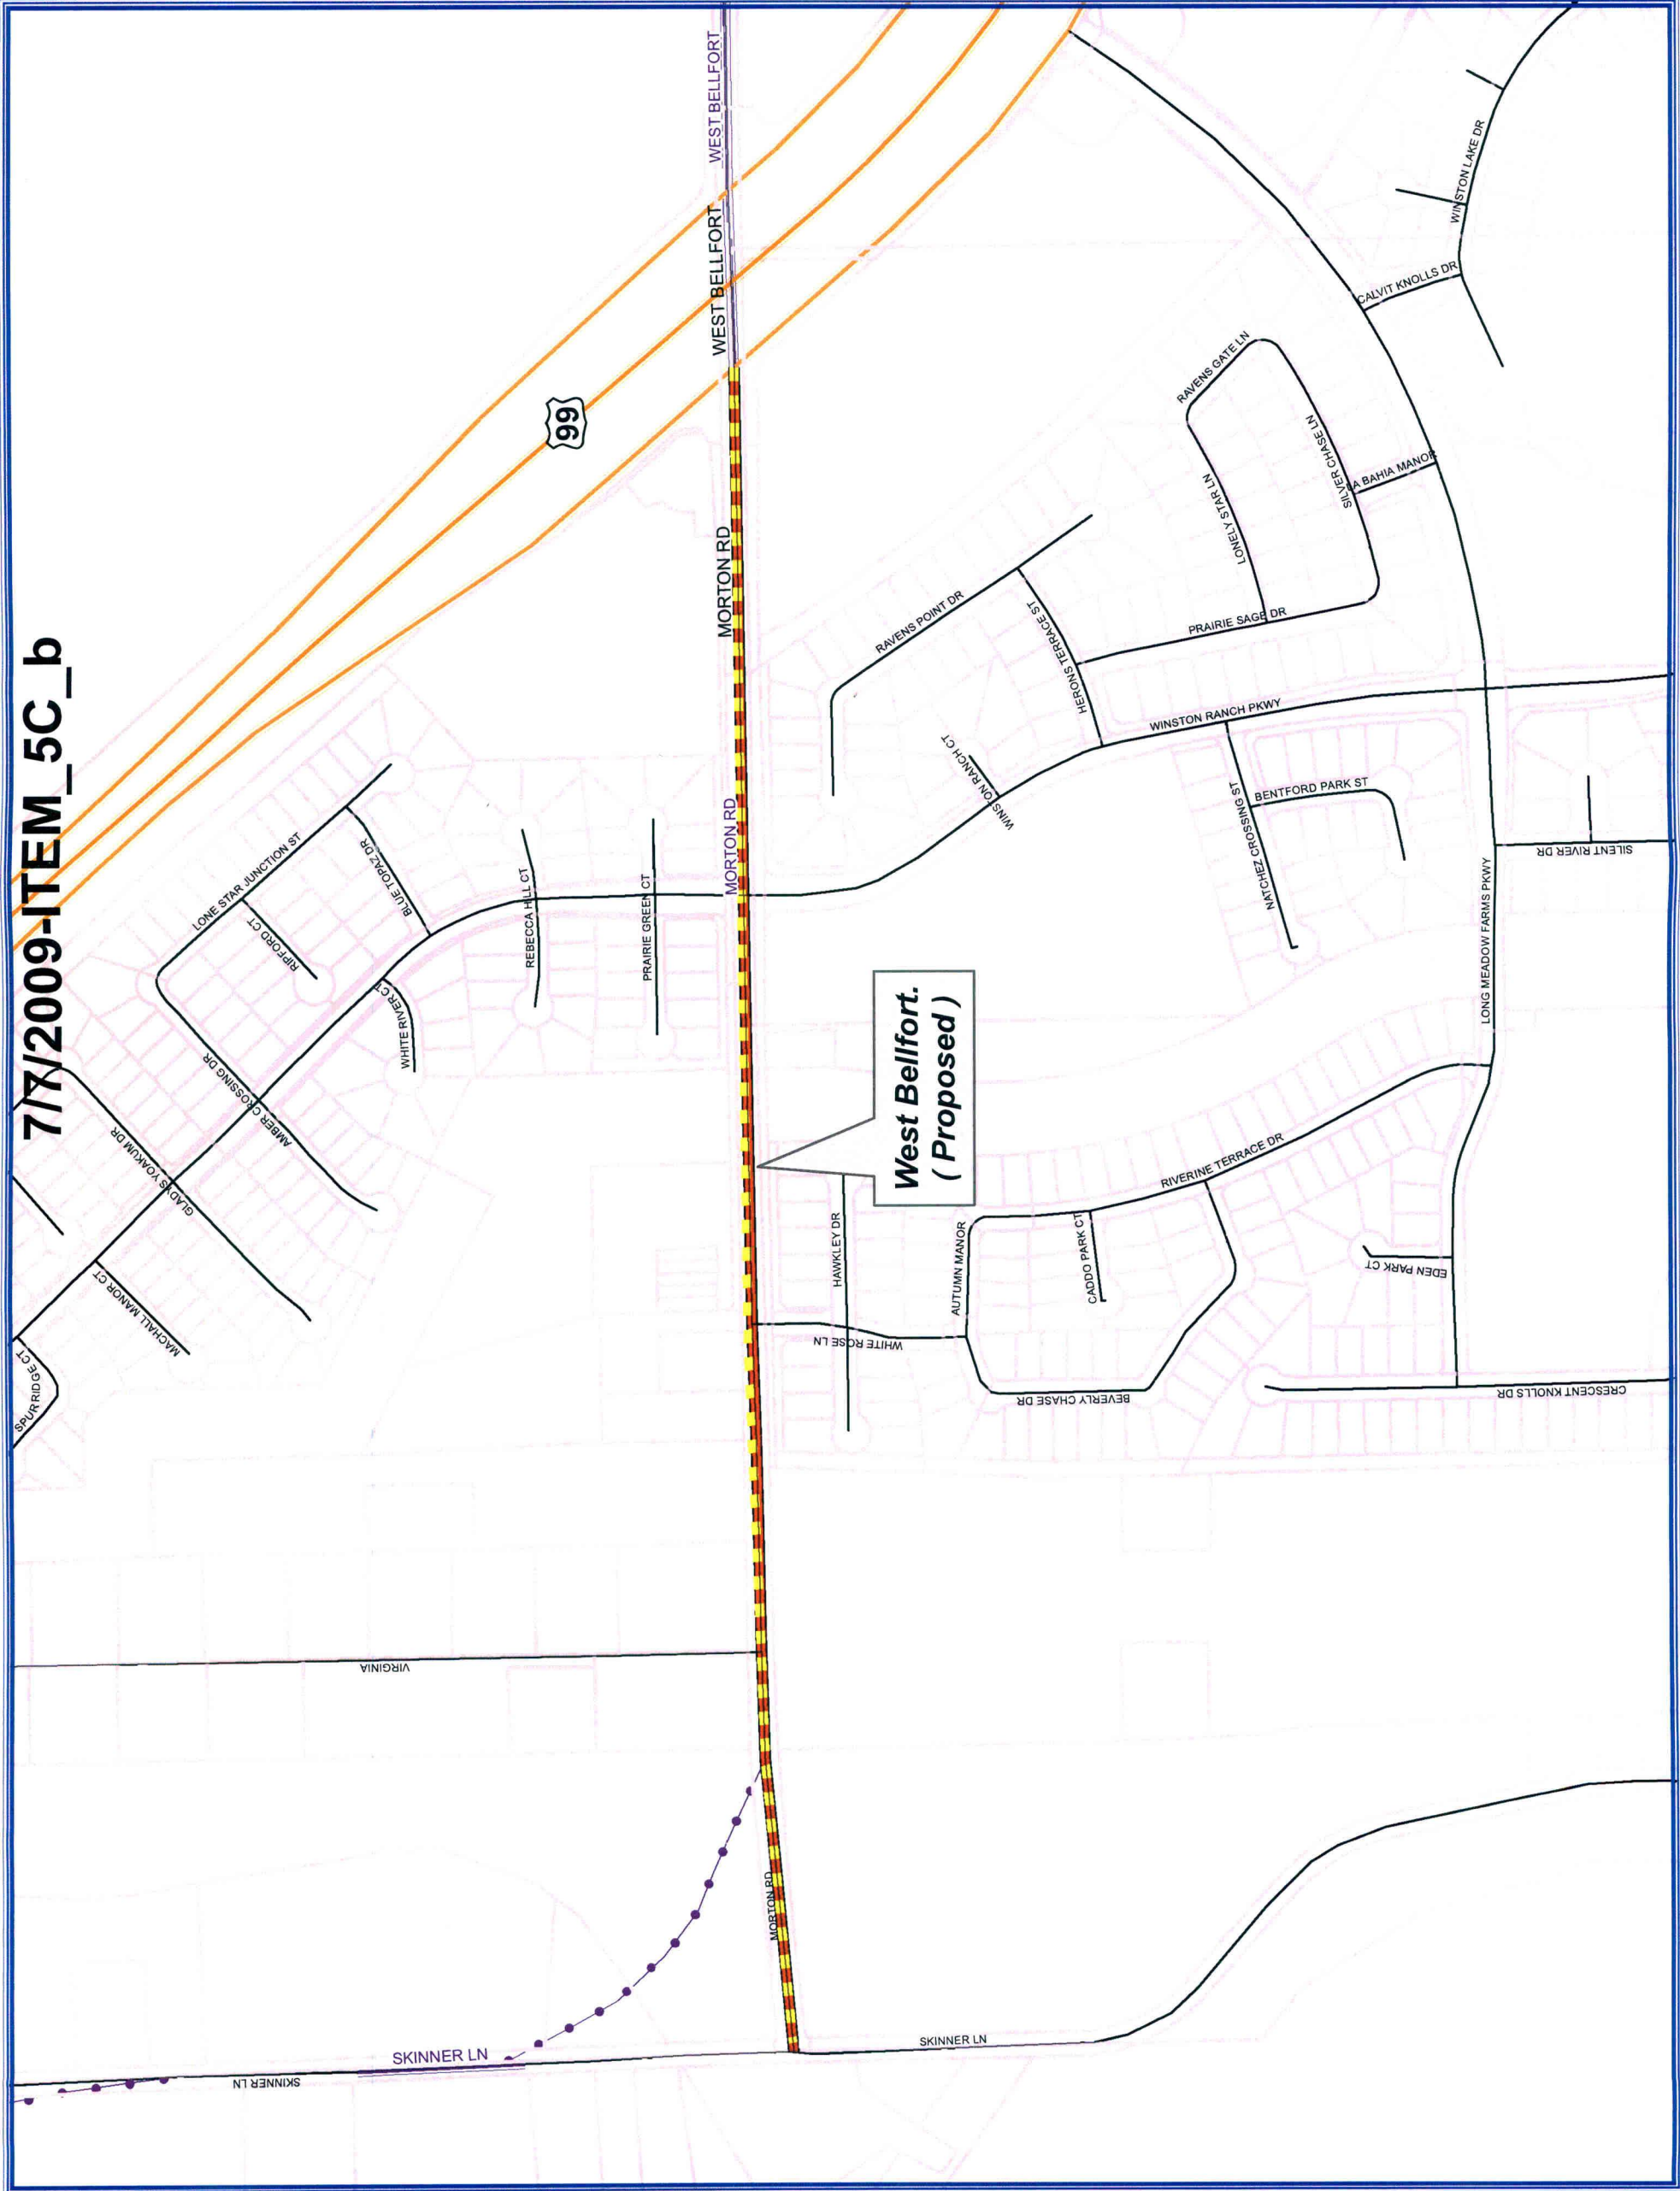 7/7/2009-ITEM_5C_b
WEST BELLFORT
WEST BELLFORT
99
MORTON RD
MORTON RD
MORTON RD
West Bellfort.
( Proposed )
LONE STAR JUNCTION ST
RIPFORD CT
BLUE TOPAZ DR
REBECCA HILL CT
PRAIRIE GREEN CT
WHITE RIVER CT
AMBER CROSSING DR
GLADYS YOAKUM DR
MACHALL MANOR CT
SPURRIDGE CT
VIRGINIA
SKINNER LN
SKINNER LN
SKINNER LN
RAVENS POINT DR
HERONS TERRACE ST
PRAIRIE SAGE DR
LONELY STAR LN
RAVENS GATE LN
SILVER CHASE LN
LA BAHIA MANOR
CALVIT KNOLLS DR
WINSTON LAKE DR
WINSTON RANCH PKWY
WINSTON RANCH CT
NATCHEZ CROSSING ST
BENTFORD PARK ST
LONG MEADOW FARMS PKWY
SILENT RIVER DR
RIVERINE TERRACE DR
HAWKLEY DR
AUTUMN MANOR
CADDO PARK CT
WHITE ROSE LN
BEVERLY CHASE DR
EDEN PARK CT
CRESCENT KNOLLS DR